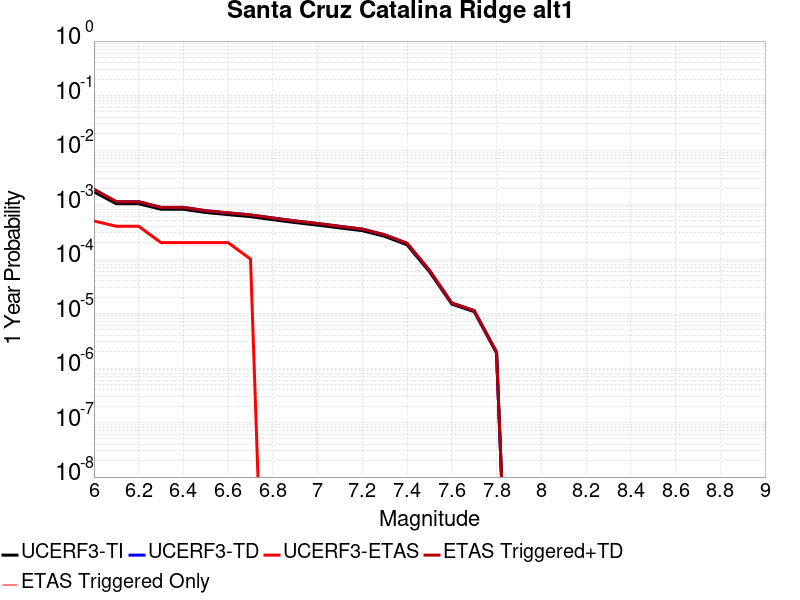 Santa Cruz Catalina Ridge alt1
10^0
10^-1
10^-2
10^-3
10^-4
10^-5
10^-6
10^-7
10^-8
1 Year Probability
6 6.2 6.4 6.6 6.8 7 7.2 7.4 7.6 7.8 8 8.2 8.4 8.6 8.8 9
Magnitude
UCERF3-TI UCERF3-TD UCERF3-ETAS ETAS Triggered+TD
ETAS Triggered Only